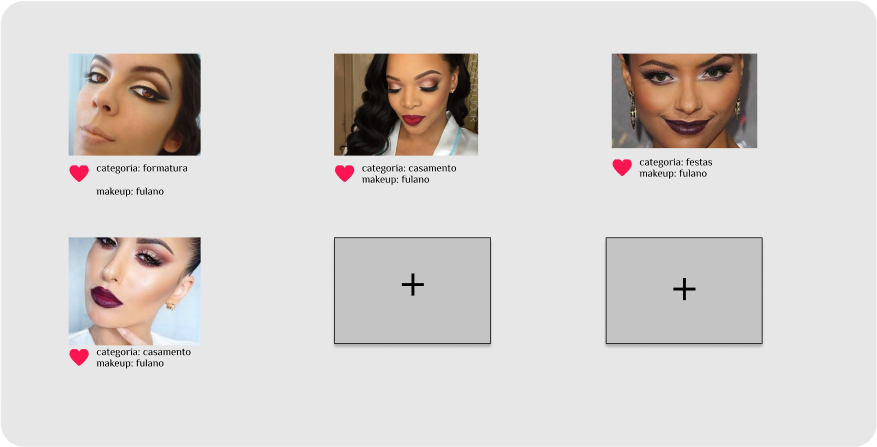 categoria: formatura
makeup: fulano
categoria: casamento
makeup: fulano
categoria: festas
makeup: fulano
categoria: casamento
makeup: fulano
+
+